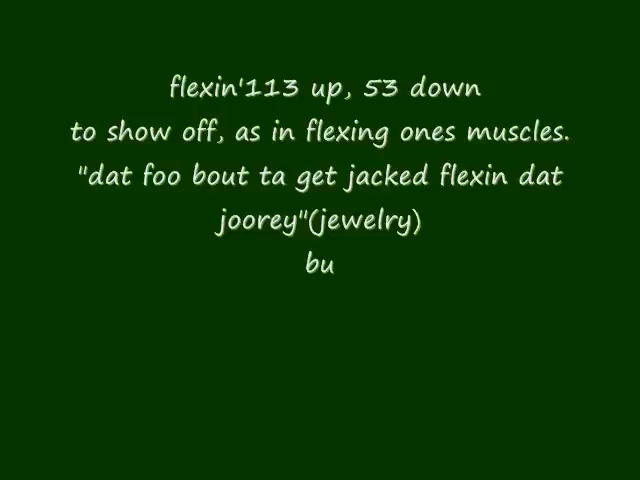 flexin'113 up, 53 down
to show off, as in flexing ones muscles.
"dat foo bout ta get jacked flexin dat
joorey"(jewelry)
bu